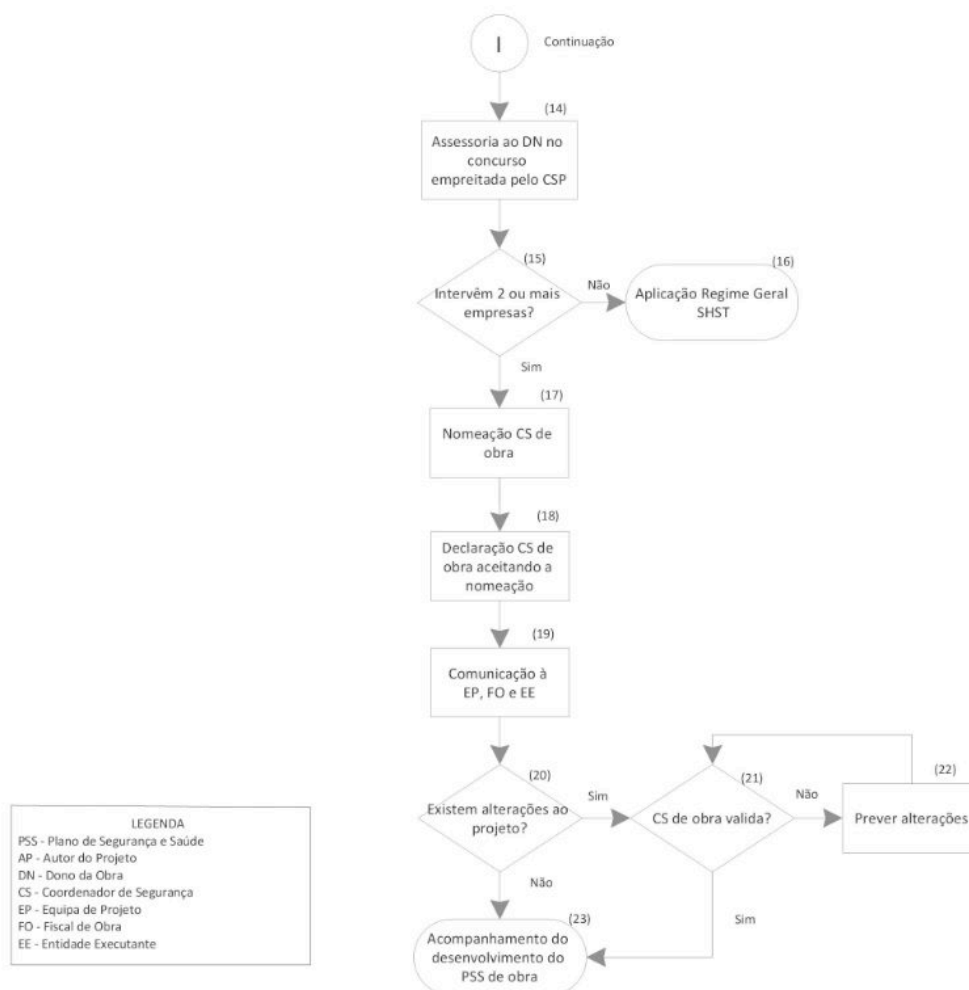 I
Continuação
(14)
Assessoria ao DN no
concurso
empreitada pelo CSP
(15)
Intervêm 2 ou mais
empresas?
Não
(16)
Aplicação Regime Geral
SHST
Sim
(17)
Nomeação CS de
obra
(18)
Declaração CS de
obra aceitando a
nomeação
(19)
Comunicação à
EP, FO e EE
(20)
Existem alterações ao
projeto?
Sim
(21)
CS de obra valida?
Não
(22)
Prever alterações
Não
Sim
(23)
Acompanhamento do
desenvolvimento do
PSS de obra
LEGENDA
PSS - Plano de Segurança e Saúde
AP - Autor do Projeto
DN - Dono da Obra
CS - Coordenador de Segurança
EP - Equipa de Projeto
FO - Fiscal de Obra
EE - Entidade Executante